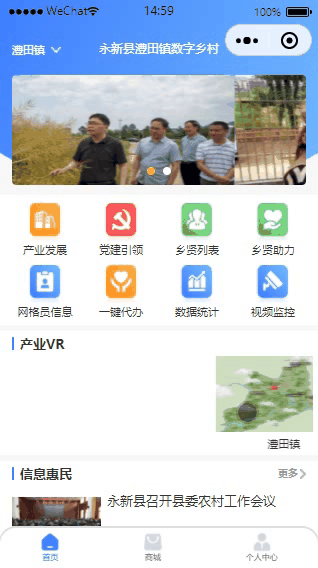 WeChat
14:59
100%
澧田镇
永新县澧田镇数字乡村
产业发展
党建引领
乡贤列表
乡贤助力
网格员信息
一键代办
数据统计
视频监控
产业VR
澧田镇
信息惠民
更多
永新县召开县委农村工作会议
首页
商城
个人中心